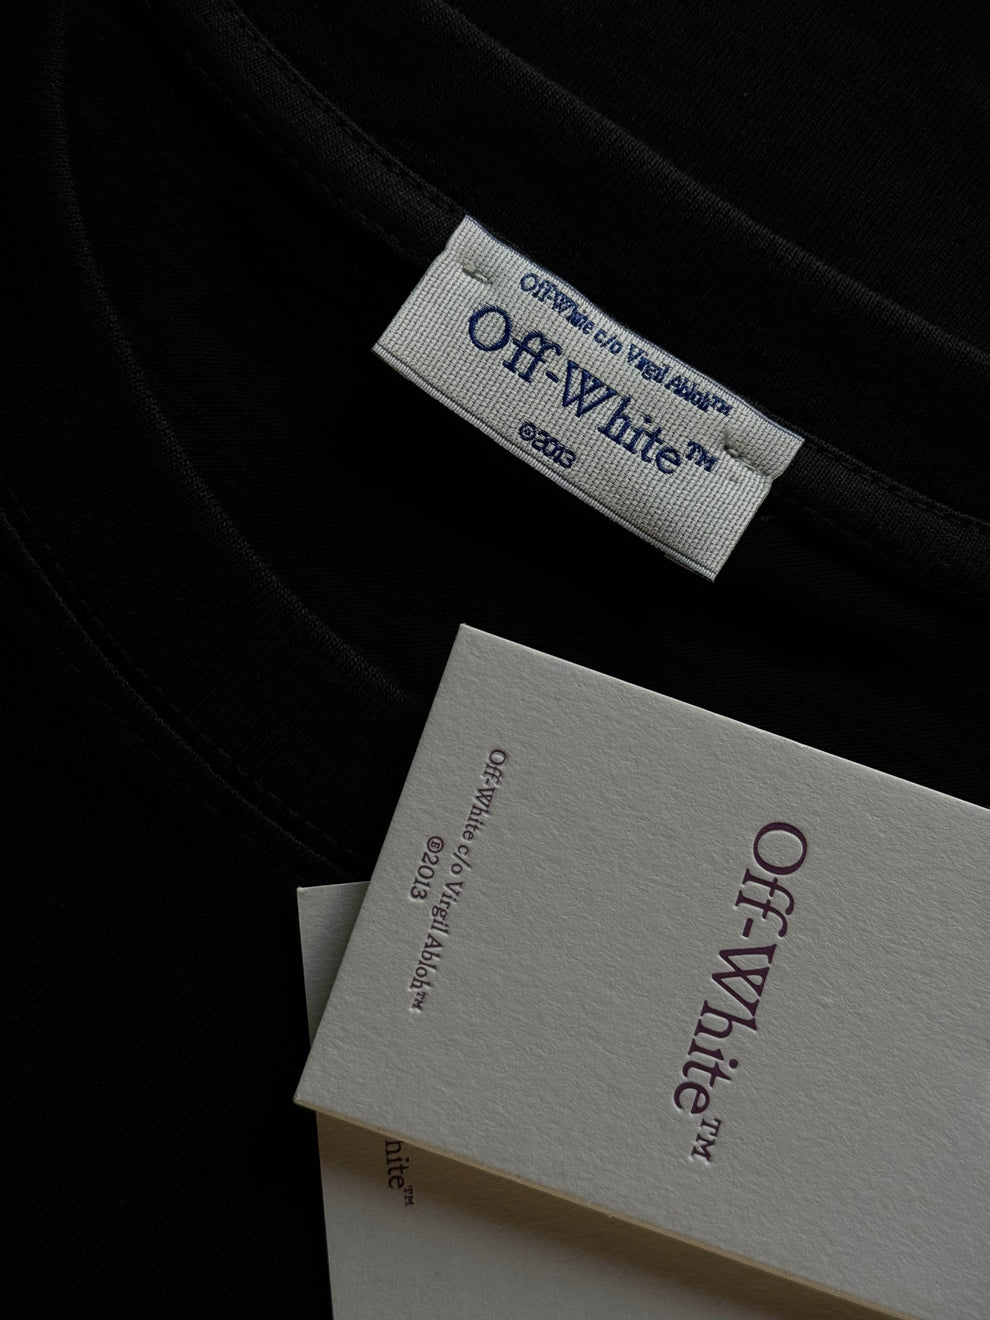 Off-White c/o Virgil Abloh™
Off-White™
©2013
Off-White™
Off-White c/o Virgil Abloh™
©2013
hite™